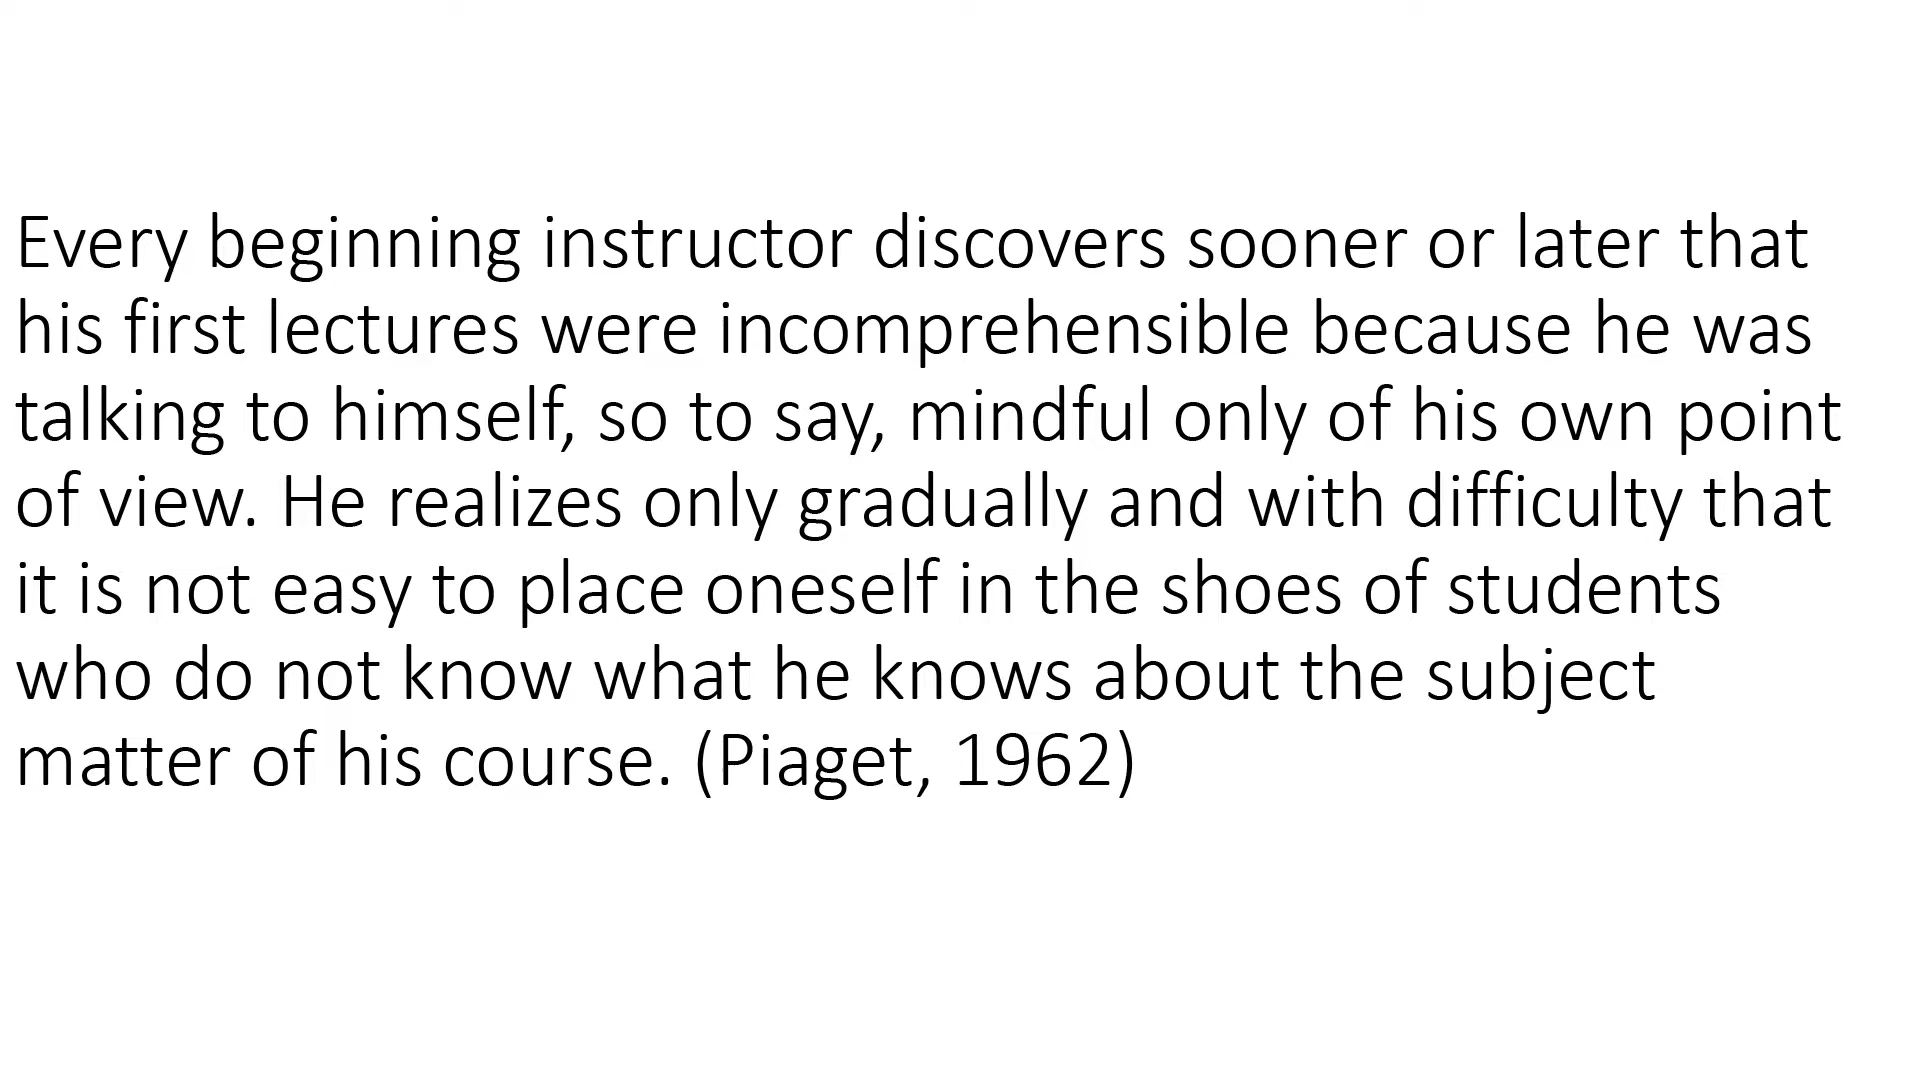 Every beginning instructor discovers sooner or later that
his first lectures were incomprehensible because he was
talking to himself, so to say, mindful only of his own point
of view. He realizes only gradually and with difficulty that
it is not easy to place oneself in the shoes of students
who do not know what he knows about the subject
matter of his course. (Piaget, 1962)